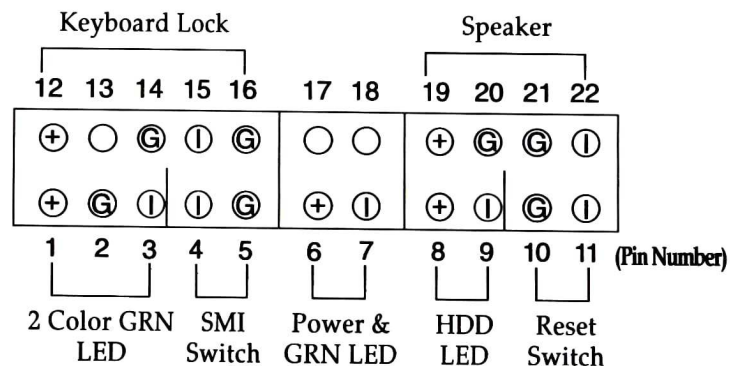 Keyboard Lock Speaker
12 13 14 15 16 17 18 19 20 21 22
+ G I G + G G I
+ G I I G + I + I G I
1 2 3 4 5 6 7 8 9 10 11 (Pin Number)
2 Color GRN SMI Power & HDD Reset
LED Switch GRN LED LED Switch